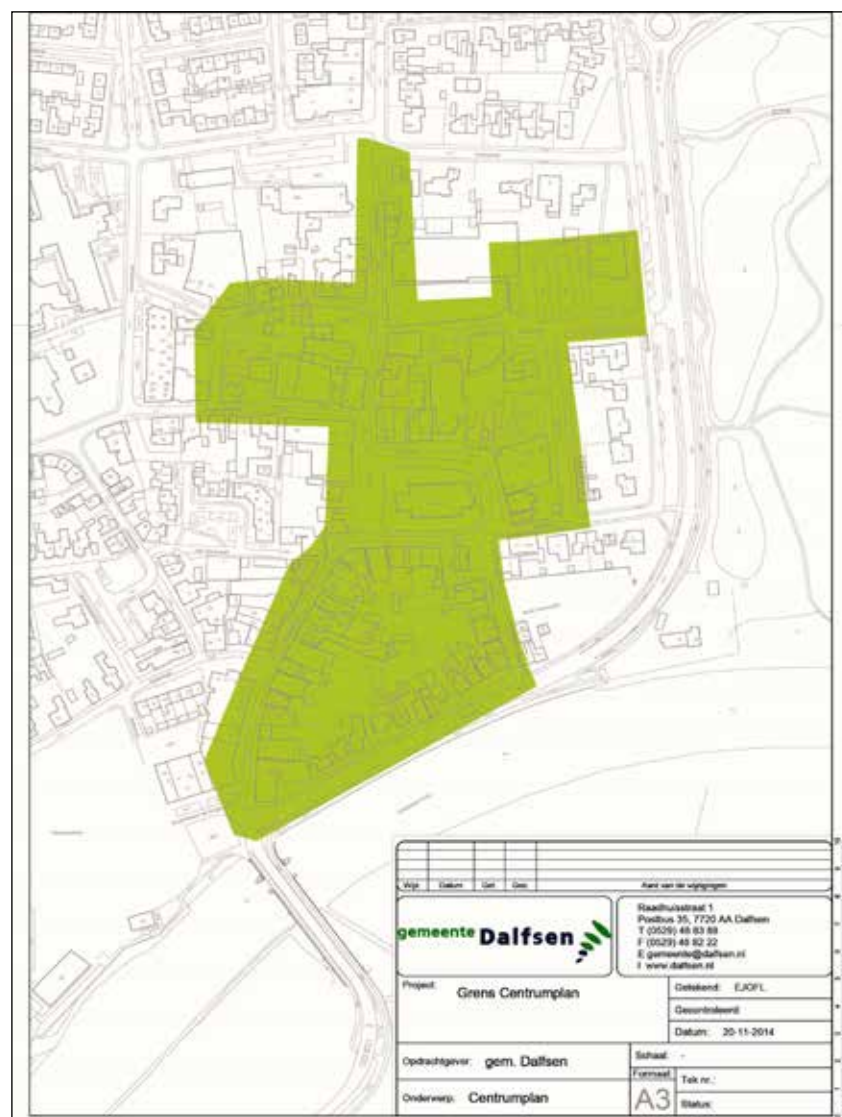 Wijz. Datum Get. Gec. Aard van de wijzigingen
gemeente Dalfsen
Raadhuisstraat 1
Postbus 35, 7720 AA Dalfsen
T (0529) 48 83 88
F (0529) 48 82 22
E gemeente@dalfsen.nl
I www.dalfsen.nl
Project: Grens Centrumplan
Getekend: EJOFL
Gecontroleerd:
Datum: 20-11-2014
Opdrachtgever: gem. Dalfsen
Schaal: -
Formaat: A3
Tek nr.:
Onderwerp: Centrumplan
Status: